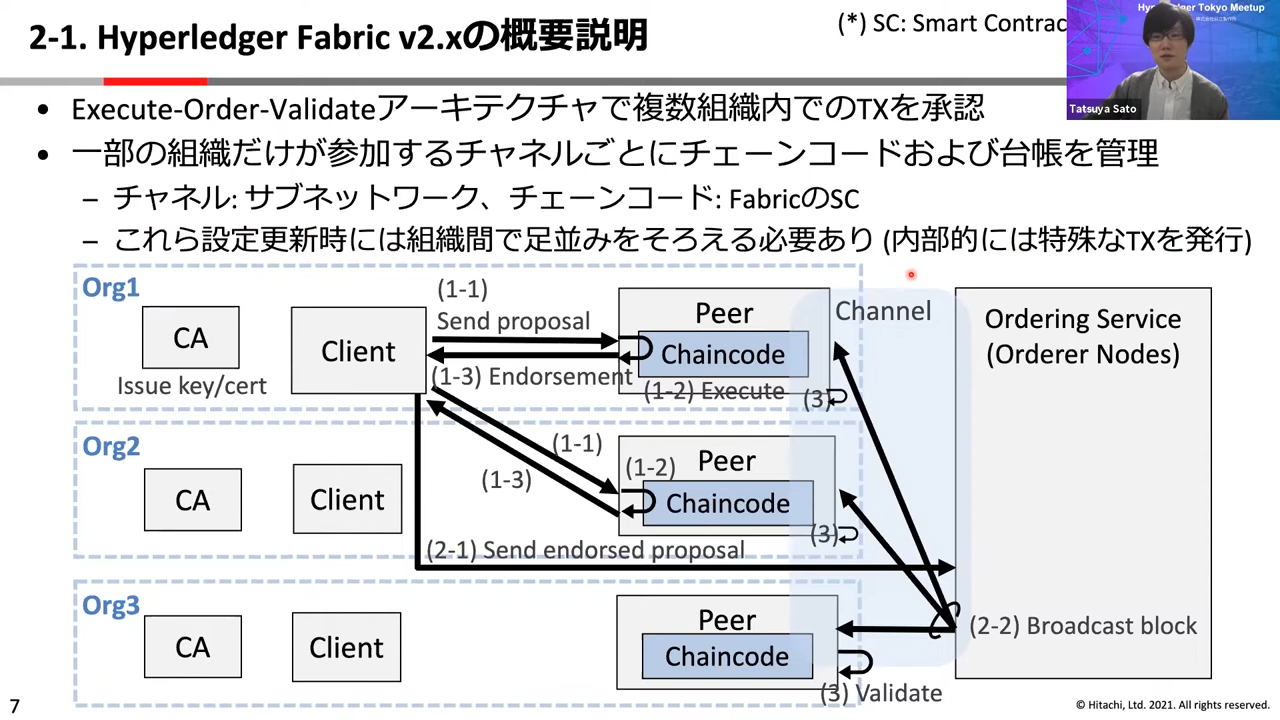 2-1. Hyperledger Fabric v2.xの概要説明
(*) SC: Smart Contrac
Hyperledger Tokyo Meetup
Tatsuya Sato
• Execute-Order-Validateアーキテクチャで複数組織内でのTXを承認
• 一部の組織だけが参加するチャネルごとにチェーンコードおよび台帳を管理
– チャネル: サブネットワーク、チェーンコード: FabricのSC
– これら設定更新時には組織間で足並みをそろえる必要あり (内部的には特殊なTXを発行)
Org1
CA
Issue key/cert
Client
(1-1)
Send proposal
(1-3) Endorsement
Peer
Chaincode
(1-2) Execute
(3)
Channel
Ordering Service
(Orderer Nodes)
Org2
CA
Client
(1-1)
(1-3)
(1-2)
Peer
Chaincode
(3)
(2-1) Send endorsed proposal
Org3
CA
Client
Peer
Chaincode
(3) Validate
(2-2) Broadcast block
7
© Hitachi, Ltd. 2021. All rights reserved.